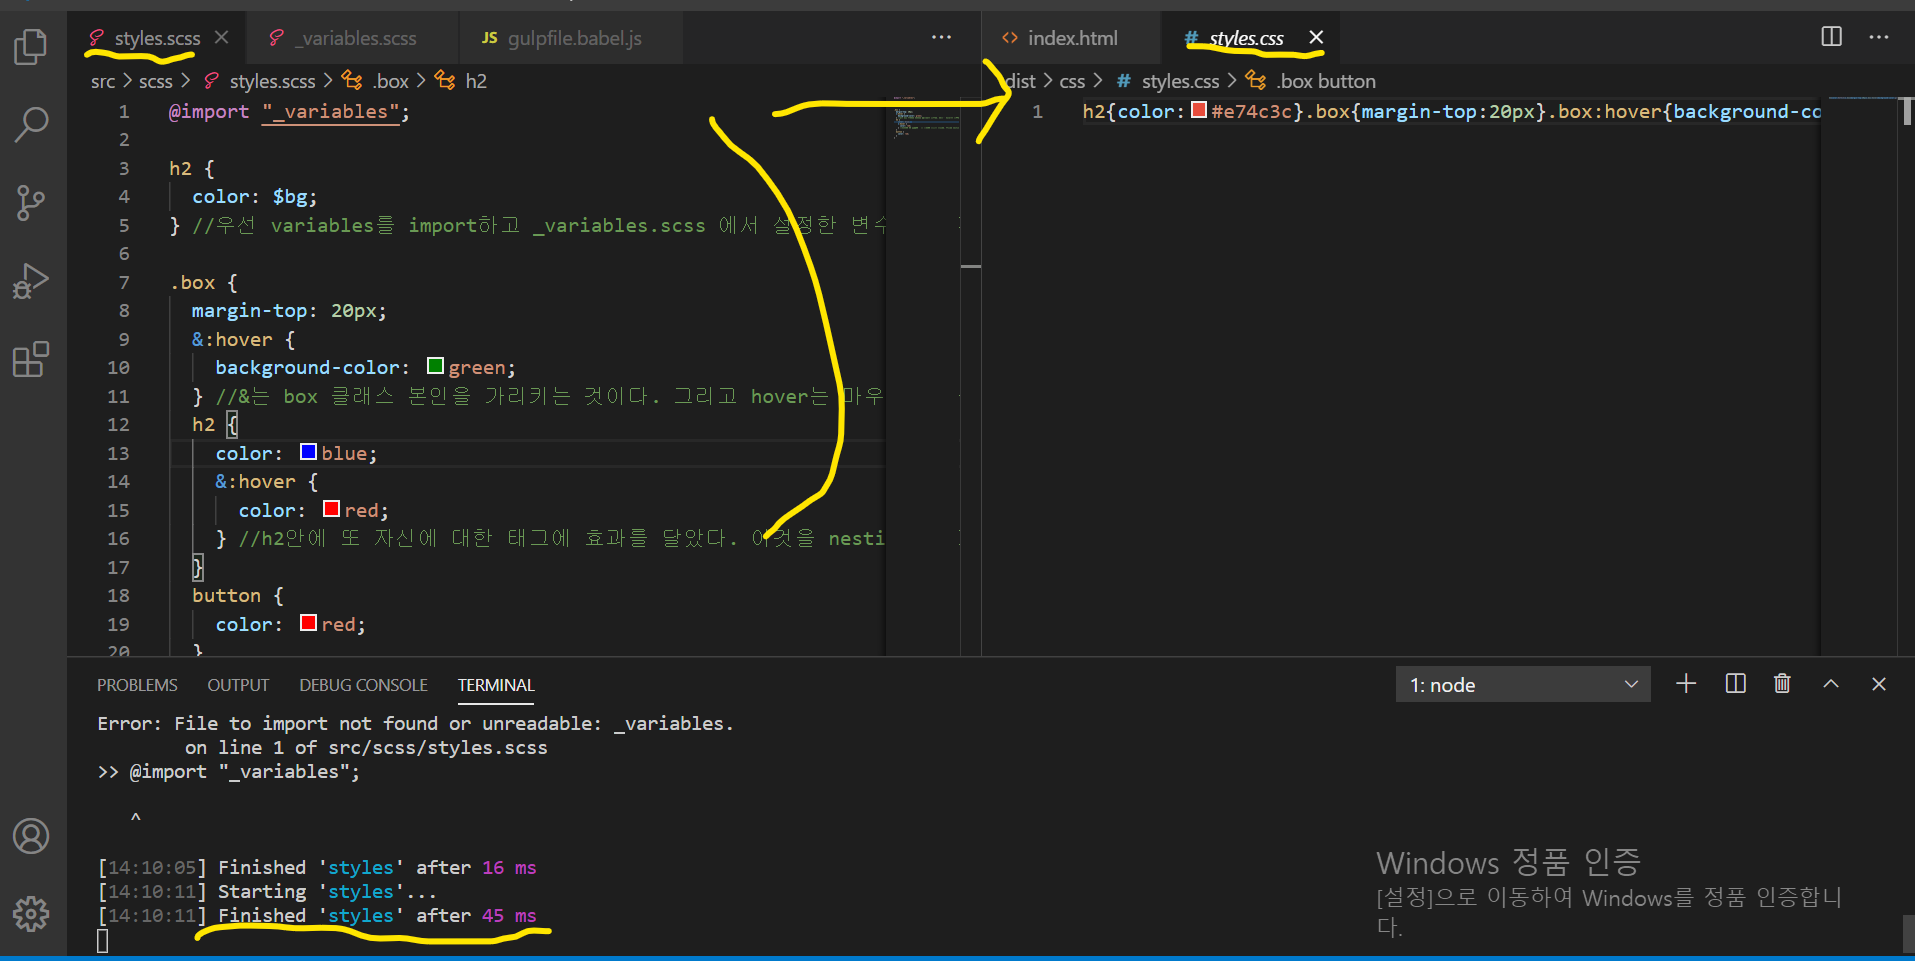 styles.scss
_variables.scss
JS gulpfile.babel.js
...
<> index.html
# styles.css
...
src > scss > styles.scss > .box > h2
dist > css > # styles.css > .box button
1 @import "_variables";
2
3 h2 {
4 color: $bg;
5 } //우선 variables를 import하고 _variables.scss 에서 설정한 변수
6
7 .box {
8 margin-top: 20px;
9 &:hover {
10 background-color: green;
11 } //&는 box 클래스 본인을 가리키는 것이다. 그리고 hover는 마우
12 h2 {
13 color: blue;
14 &:hover {
15 color: red;
16 } //h2안에 또 자신에 대한 태그에 효과를 달았다. 이것을 nesti
17 }
18 button {
19 color: red;
20 }
1 h2{color:#e74c3c}.box{margin-top:20px}.box:hover{background-co
PROBLEMS OUTPUT DEBUG CONSOLE TERMINAL
1: node
Error: File to import not found or unreadable: _variables.
on line 1 of src/scss/styles.scss
>> @import "_variables";
^
[14:10:05] Finished 'styles' after 16 ms
[14:10:11] Starting 'styles'...
[14:10:11] Finished 'styles' after 45 ms
Windows 정품 인증
[설정]으로 이동하여 Windows를 정품 인증합니
다.